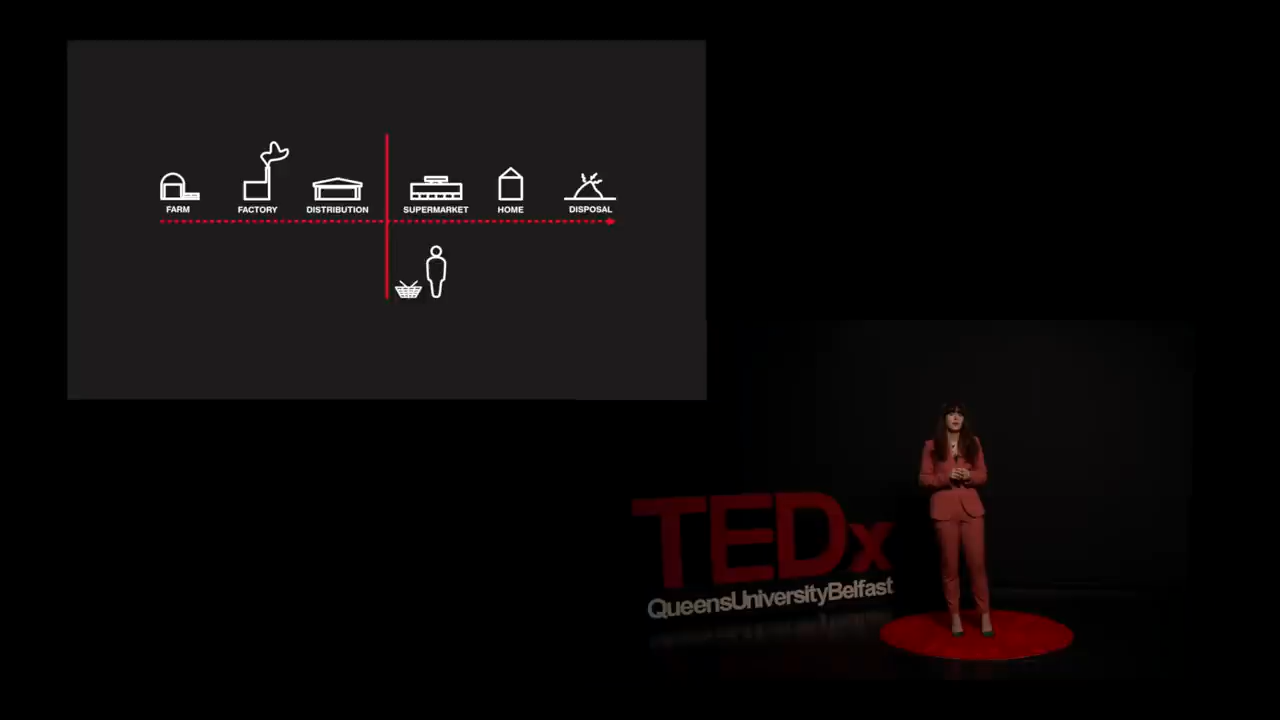 FARM
FACTORY
DISTRIBUTION
SUPERMARKET
HOME
DISPOSAL
TEDx
QueensUniversityBelfast